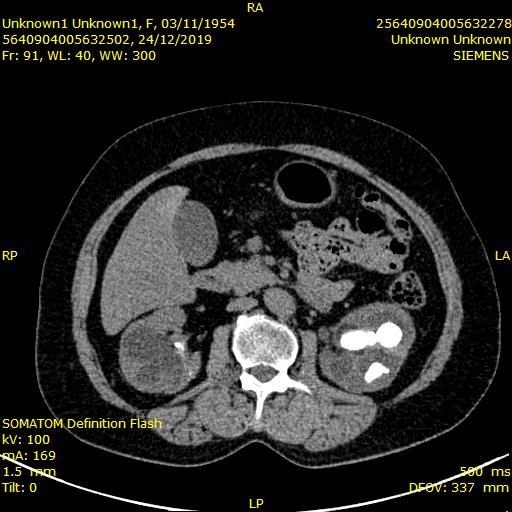 RA
Unknown1 Unknown1, F, 03/11/1954
5640904005632502, 24/12/2019
Fr: 91, WL: 40, WW: 300
25640904005632278
Unknown Unknown
SIEMENS
RP
LA
SOMATOM Definition Flash
kV: 100
mA: 169
1.5 mm
Tilt: 0
500 mm
DFOV: 337 mm
LP